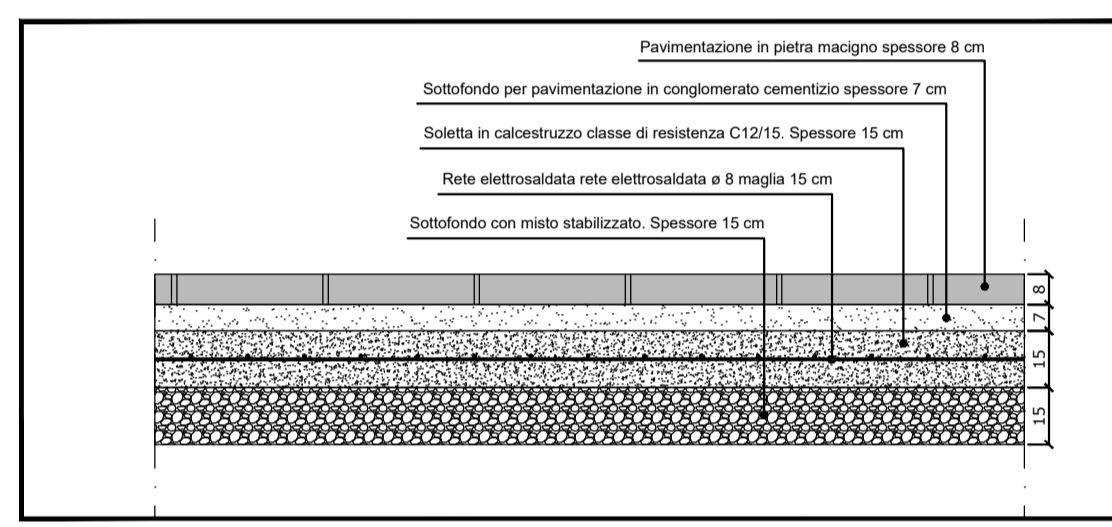 Pavimentazione in pietra macigno spessore 8 cm
Sottofondo per pavimentazione in conglomerato cementizio spessore 7 cm
Soletta in calcestruzzo classe di resistenza C12/15. Spessore 15 cm
Rete elettrosaldata rete elettrosaldata ø 8 maglia 15 cm
Sottofondo con misto stabilizzato. Spessore 15 cm
8
7
15
15